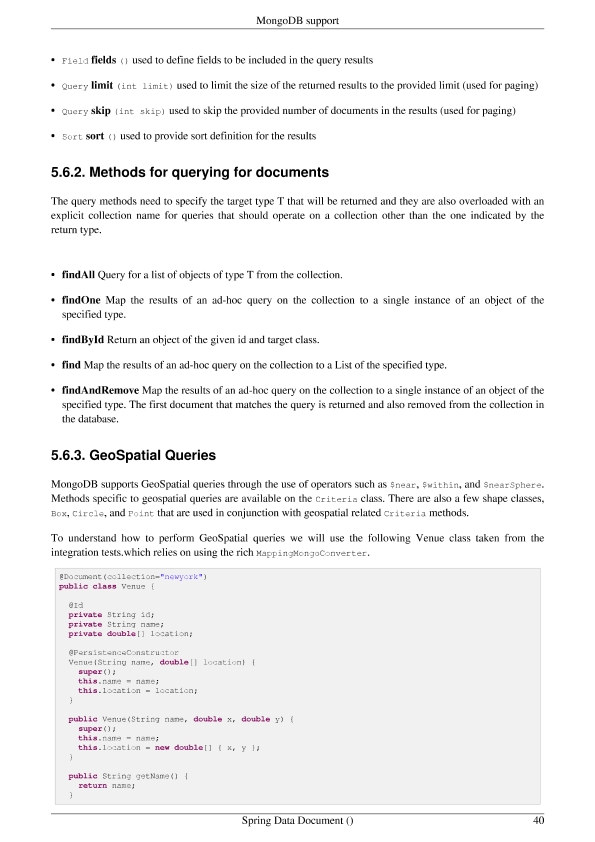 MongoDB support
• Field fields () used to define fields to be included in the query results
• Query limit (int limit) used to limit the size of the returned results to the provided limit (used for paging)
• Query skip (int skip) used to skip the provided number of documents in the results (used for paging)
• Sort sort () used to provide sort definition for the results
5.6.2. Methods for querying for documents
The query methods need to specify the target type T that will be returned and they are also overloaded with an
explicit collection name for queries that should operate on a collection other than the one indicated by the
return type.
• findAll Query for a list of objects of type T from the collection.
• findOne Map the results of an ad-hoc query on the collection to a single instance of an object of the
specified type.
• findById Return an object of the given id and target class.
• find Map the results of an ad-hoc query on the collection to a List of the specified type.
• findAndRemove Map the results of an ad-hoc query on the collection to a single instance of an object of the
specified type. The first document that matches the query is returned and also removed from the collection in
the database.
5.6.3. GeoSpatial Queries
MongoDB supports GeoSpatial queries through the use of operators such as $near, $within, and $nearSphere.
Methods specific to geospatial queries are available on the Criteria class. There are also a few shape classes,
Box, Circle, and Point that are used in conjunction with geospatial related Criteria methods.
To understand how to perform GeoSpatial queries we will use the following Venue class taken from the
integration tests.which relies on using the rich MappingMongoConverter.
@Document(collection="newyork")
public class Venue {
@Id
private String id;
private String name;
private double[] location;
@PersistenceConstructor
Venue(String name, double[] location) {
super();
this.name = name;
this.location = location;
}
public Venue(String name, double x, double y) {
super();
this.name = name;
this.location = new double[] { x, y };
}
public String getName() {
return name;
}
Spring Data Document () 40